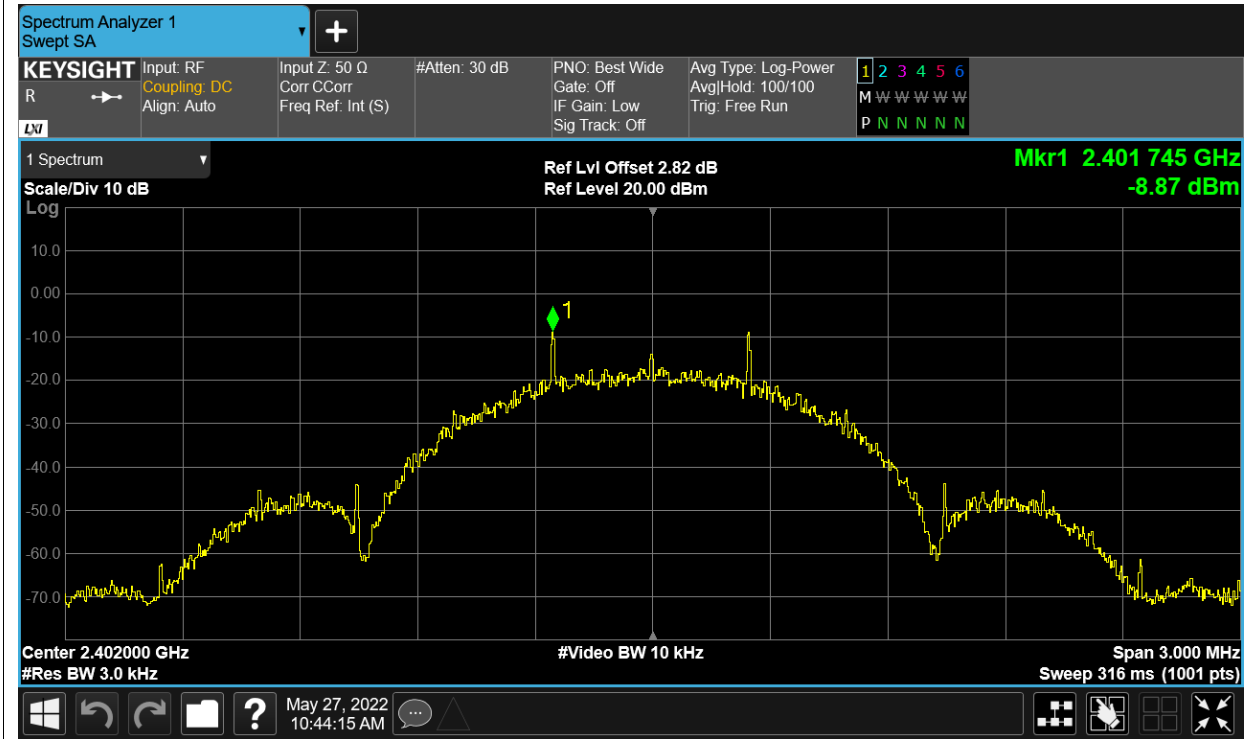 Spectrum Analyzer 1
Swept SA
+
KEYSIGHT
R
LXI
Input: RF
Coupling: DC
Align: Auto
Input Z: 50 Ω
Corr CCorr
Freq Ref: Int (S)
#Atten: 30 dB
PNO: Best Wide
Gate: Off
IF Gain: Low
Sig Track: Off
Avg Type: Log-Power
Avg|Hold: 100/100
Trig: Free Run
1 2 3 4 5 6
M W W W W W W
P N N N N N N
1 Spectrum
Scale/Div 10 dB
Log
Ref Lvl Offset 2.82 dB
Ref Level 20.00 dBm
Mkr1 2.401 745 GHz
-8.87 dBm
10.0
0.00
-10.0
-20.0
-30.0
-40.0
-50.0
-60.0
-70.0
1
Center 2.402000 GHz
#Video BW 10 kHz
Span 3.000 MHz
#Res BW 3.0 kHz
Sweep 316 ms (1001 pts)
?
May 27, 2022
10:44:15 AM